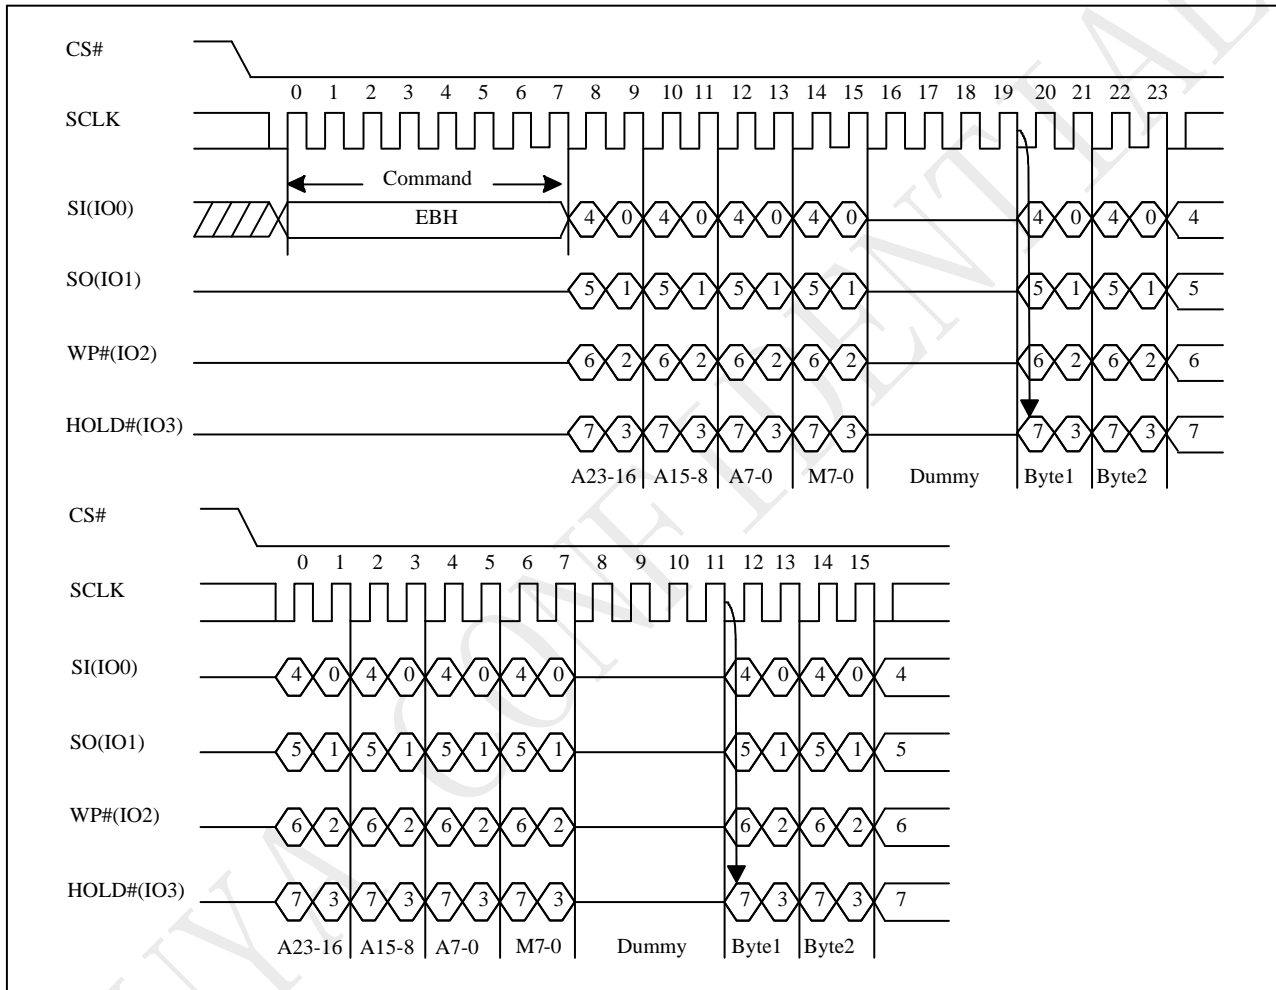 CS#
0 1 2 3 4 5 6 7 8 9 10 11 12 13 14 15 16 17 18 19 20 21 22 23
SCLK
Command
SI(IO0) EBH 4 0 4 0 4 0 4 0 4 0 4 0 4
SO(IO1) 5 1 5 1 5 1 5 1 5 1 5 1 5
WP#(IO2) 6 2 6 2 6 2 6 2 6 2 6 2 6
HOLD#(IO3) 7 3 7 3 7 3 7 3 7 3 7 3 7
A23-16 A15-8 A7-0 M7-0 Dummy Byte1 Byte2
CS#
0 1 2 3 4 5 6 7 8 9 10 11 12 13 14 15
SCLK
SI(IO0) 4 0 4 0 4 0 4 0 4 0 4 0 4
SO(IO1) 5 1 5 1 5 1 5 1 5 1 5 1 5
WP#(IO2) 6 2 6 2 6 2 6 2 6 2 6 2 6
HOLD#(IO3) 7 3 7 3 7 3 7 3 7 3 7 3 7
A23-16 A15-8 A7-0 M7-0 Dummy Byte1 Byte2
CONFIDENTIAL